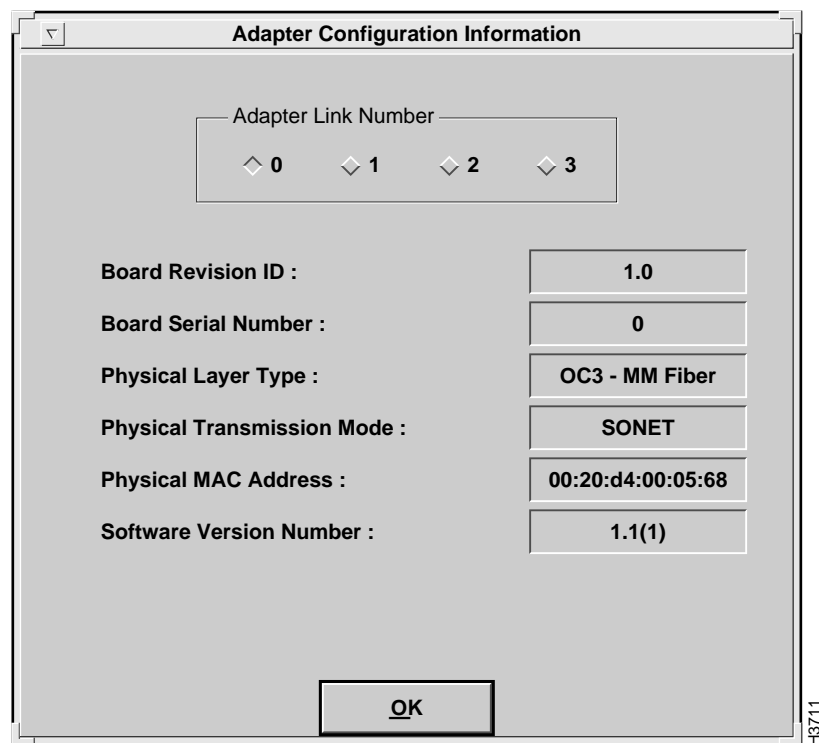 Adapter Configuration Information
Adapter Link Number
0 1 2 3
Board Revision ID : 1.0
Board Serial Number : 0
Physical Layer Type : OC3 - MM Fiber
Physical Transmission Mode : SONET
Physical MAC Address : 00:20:d4:00:05:68
Software Version Number : 1.1(1)
OK
H3711